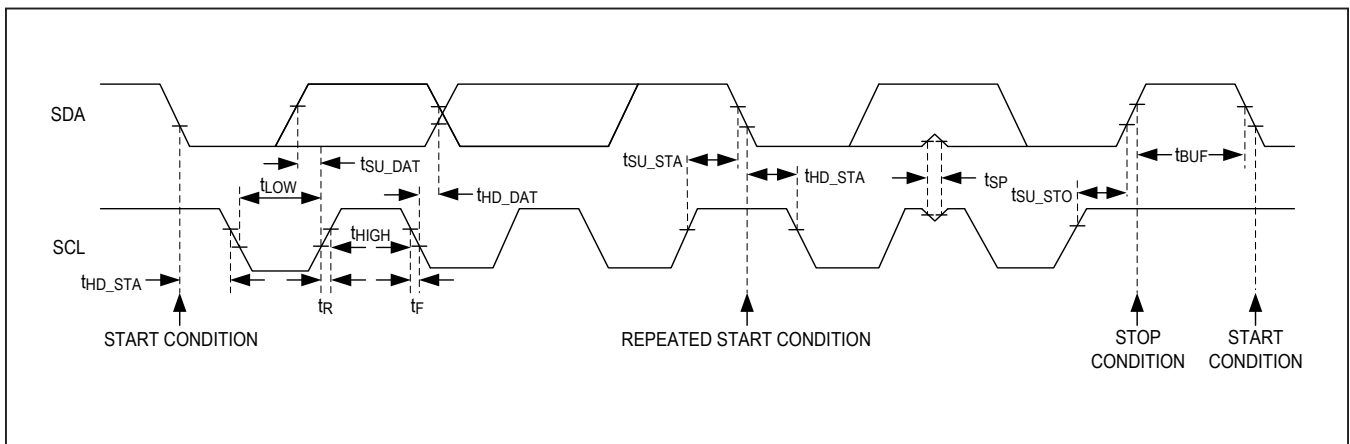 SDA
tSU_DAT
tLOW
tHD_DAT
tSU_STA
tHD_STA
tSP
tSU_STO
tBUF
SCL
tHIGH
tHD_STA
tR
tF
START CONDITION
REPEATED START CONDITION
STOP
CONDITION
START
CONDITION